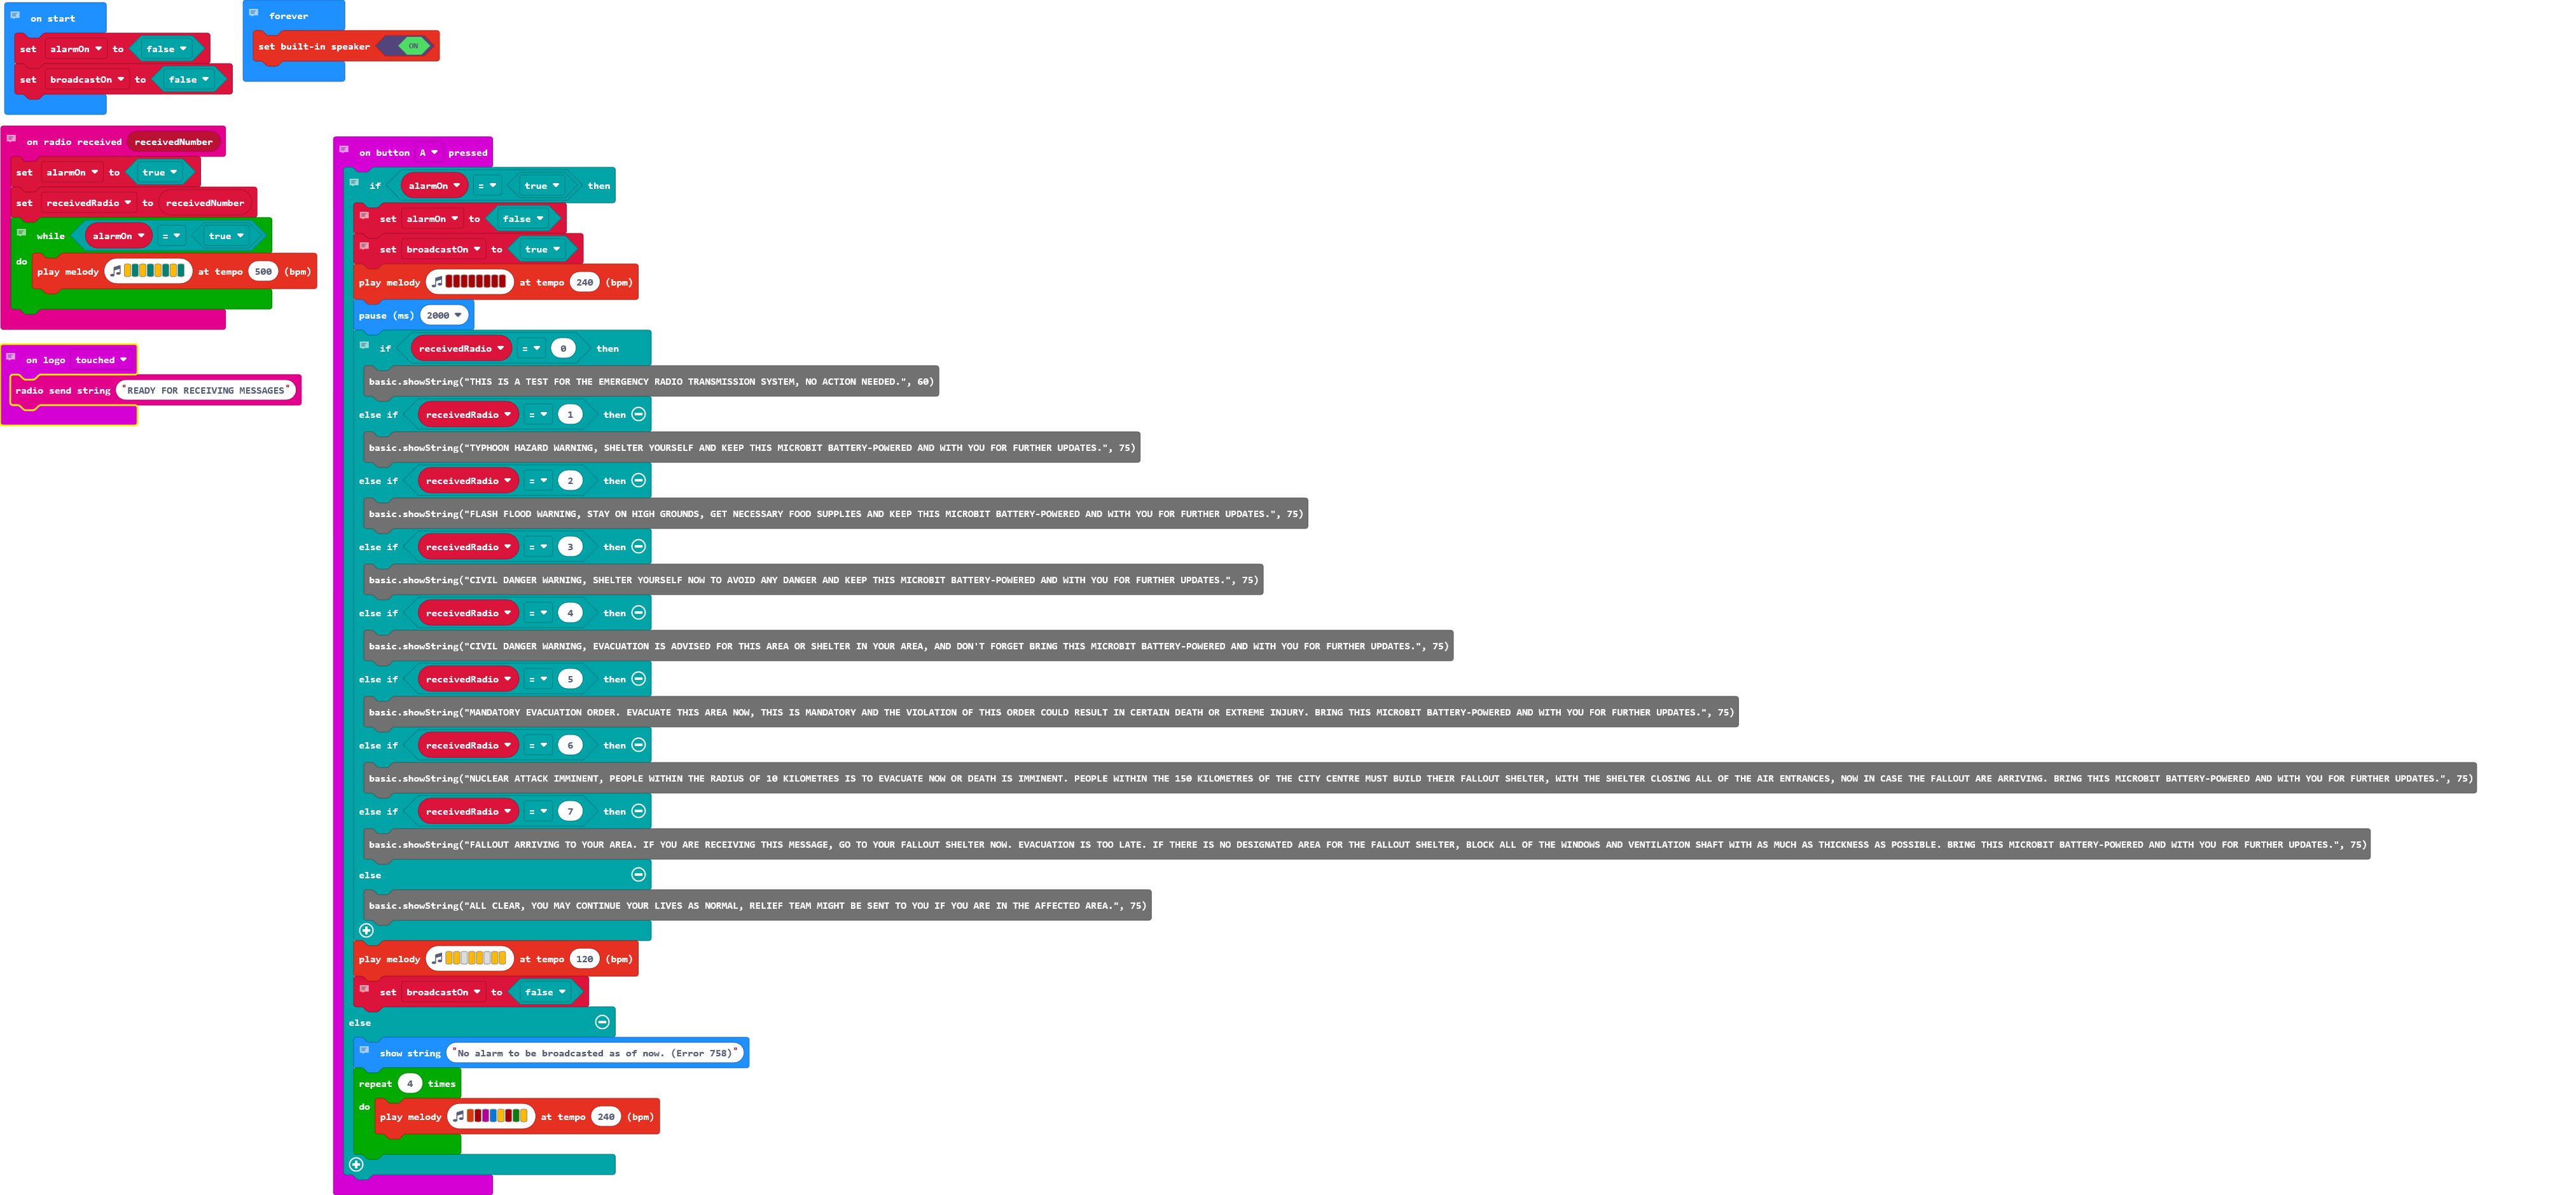 on start
set alarmOn to false
set broadcastOn to false
forever
set built-in speaker ON
on radio received receivedNumber
set alarmOn to true
set receivedRadio to receivedNumber
while alarmOn = true
do
play melody at tempo 500 (bpm)
on logo touched
radio send string "READY FOR RECEIVING MESSAGES"
on button A pressed
if alarmOn = true then
set alarmOn to false
set broadcastOn to true
play melody at tempo 240 (bpm)
pause (ms) 2000
if receivedRadio = 0 then
basic.showString("THIS IS A TEST FOR THE EMERGENCY RADIO TRANSMISSION SYSTEM, NO ACTION NEEDED.", 60)
else if receivedRadio = 1 then
basic.showString("TYPHOON HAZARD WARNING, SHELTER YOURSELF AND KEEP THIS MICROBIT BATTERY-POWERED AND WITH YOU FOR FURTHER UPDATES.", 75)
else if receivedRadio = 2 then
basic.showString("FLASH FLOOD WARNING, STAY ON HIGH GROUNDS, GET NECESSARY FOOD SUPPLIES AND KEEP THIS MICROBIT BATTERY-POWERED AND WITH YOU FOR FURTHER UPDATES.", 75)
else if receivedRadio = 3 then
basic.showString("CIVIL DANGER WARNING, SHELTER YOURSELF NOW TO AVOID ANY DANGER AND KEEP THIS MICROBIT BATTERY-POWERED AND WITH YOU FOR FURTHER UPDATES.", 75)
else if receivedRadio = 4 then
basic.showString("CIVIL DANGER WARNING, EVACUATION IS ADVISED FOR THIS AREA OR SHELTER IN YOUR AREA, AND DON'T FORGET BRING THIS MICROBIT BATTERY-POWERED AND WITH YOU FOR FURTHER UPDATES.", 75)
else if receivedRadio = 5 then
basic.showString("MANDATORY EVACUATION ORDER. EVACUATE THIS AREA NOW, THIS IS MANDATORY AND THE VIOLATION OF THIS ORDER COULD RESULT IN CERTAIN DEATH OR EXTREME INJURY. BRING THIS MICROBIT BATTERY-POWERED AND WITH YOU FOR FURTHER UPDATES.", 75)
else if receivedRadio = 6 then
basic.showString("NUCLEAR ATTACK IMMINENT, PEOPLE WITHIN THE RADIUS OF 10 KILOMETRES IS TO EVACUATE NOW OR DEATH IS IMMINENT. PEOPLE WITHIN THE 150 KILOMETRES OF THE CITY CENTRE MUST BUILD THEIR FALLOUT SHELTER, WITH THE SHELTER CLOSING ALL OF THE AIR ENTRANCES, NOW IN CASE THE FALLOUT ARE ARRIVING. BRING THIS MICROBIT BATTERY-POWERED AND WITH YOU FOR FURTHER UPDATES.", 75)
else if receivedRadio = 7 then
basic.showString("FALLOUT ARRIVING TO YOUR AREA. IF YOU ARE RECEIVING THIS MESSAGE, GO TO YOUR FALLOUT SHELTER NOW. EVACUATION IS TOO LATE. IF THERE IS NO DESIGNATED AREA FOR THE FALLOUT SHELTER, BLOCK ALL OF THE WINDOWS AND VENTILATION SHAFT WITH AS MUCH AS THICKNESS AS POSSIBLE. BRING THIS MICROBIT BATTERY-POWERED AND WITH YOU FOR FURTHER UPDATES.", 75)
else
basic.showString("ALL CLEAR, YOU MAY CONTINUE YOUR LIVES AS NORMAL, RELIEF TEAM MIGHT BE SENT TO YOU IF YOU ARE IN THE AFFECTED AREA.", 75)
play melody at tempo 120 (bpm)
set broadcastOn to false
else
show string "No alarm to be broadcasted as of now. (Error 758)"
repeat 4 times
do
play melody at tempo 240 (bpm)